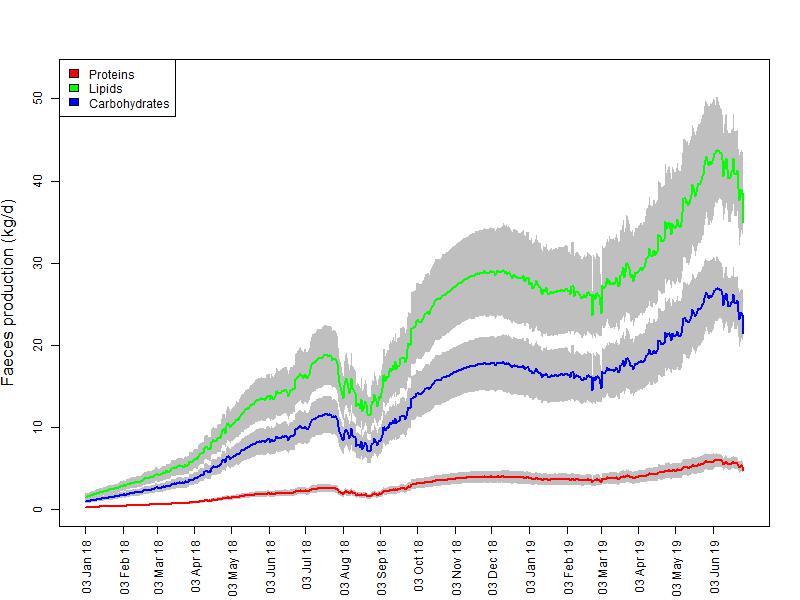 Proteins
Lipids
Carbohydrates
Faeces production (kg/d)
50
40
30
20
10
0
03 Jan 18
03 Feb 18
03 Mar 18
03 Apr 18
03 May 18
03 Jun 18
03 Jul 18
03 Aug 18
03 Sep 18
03 Oct 18
03 Nov 18
03 Dec 18
03 Jan 19
03 Feb 19
03 Mar 19
03 Apr 19
03 May 19
03 Jun 19